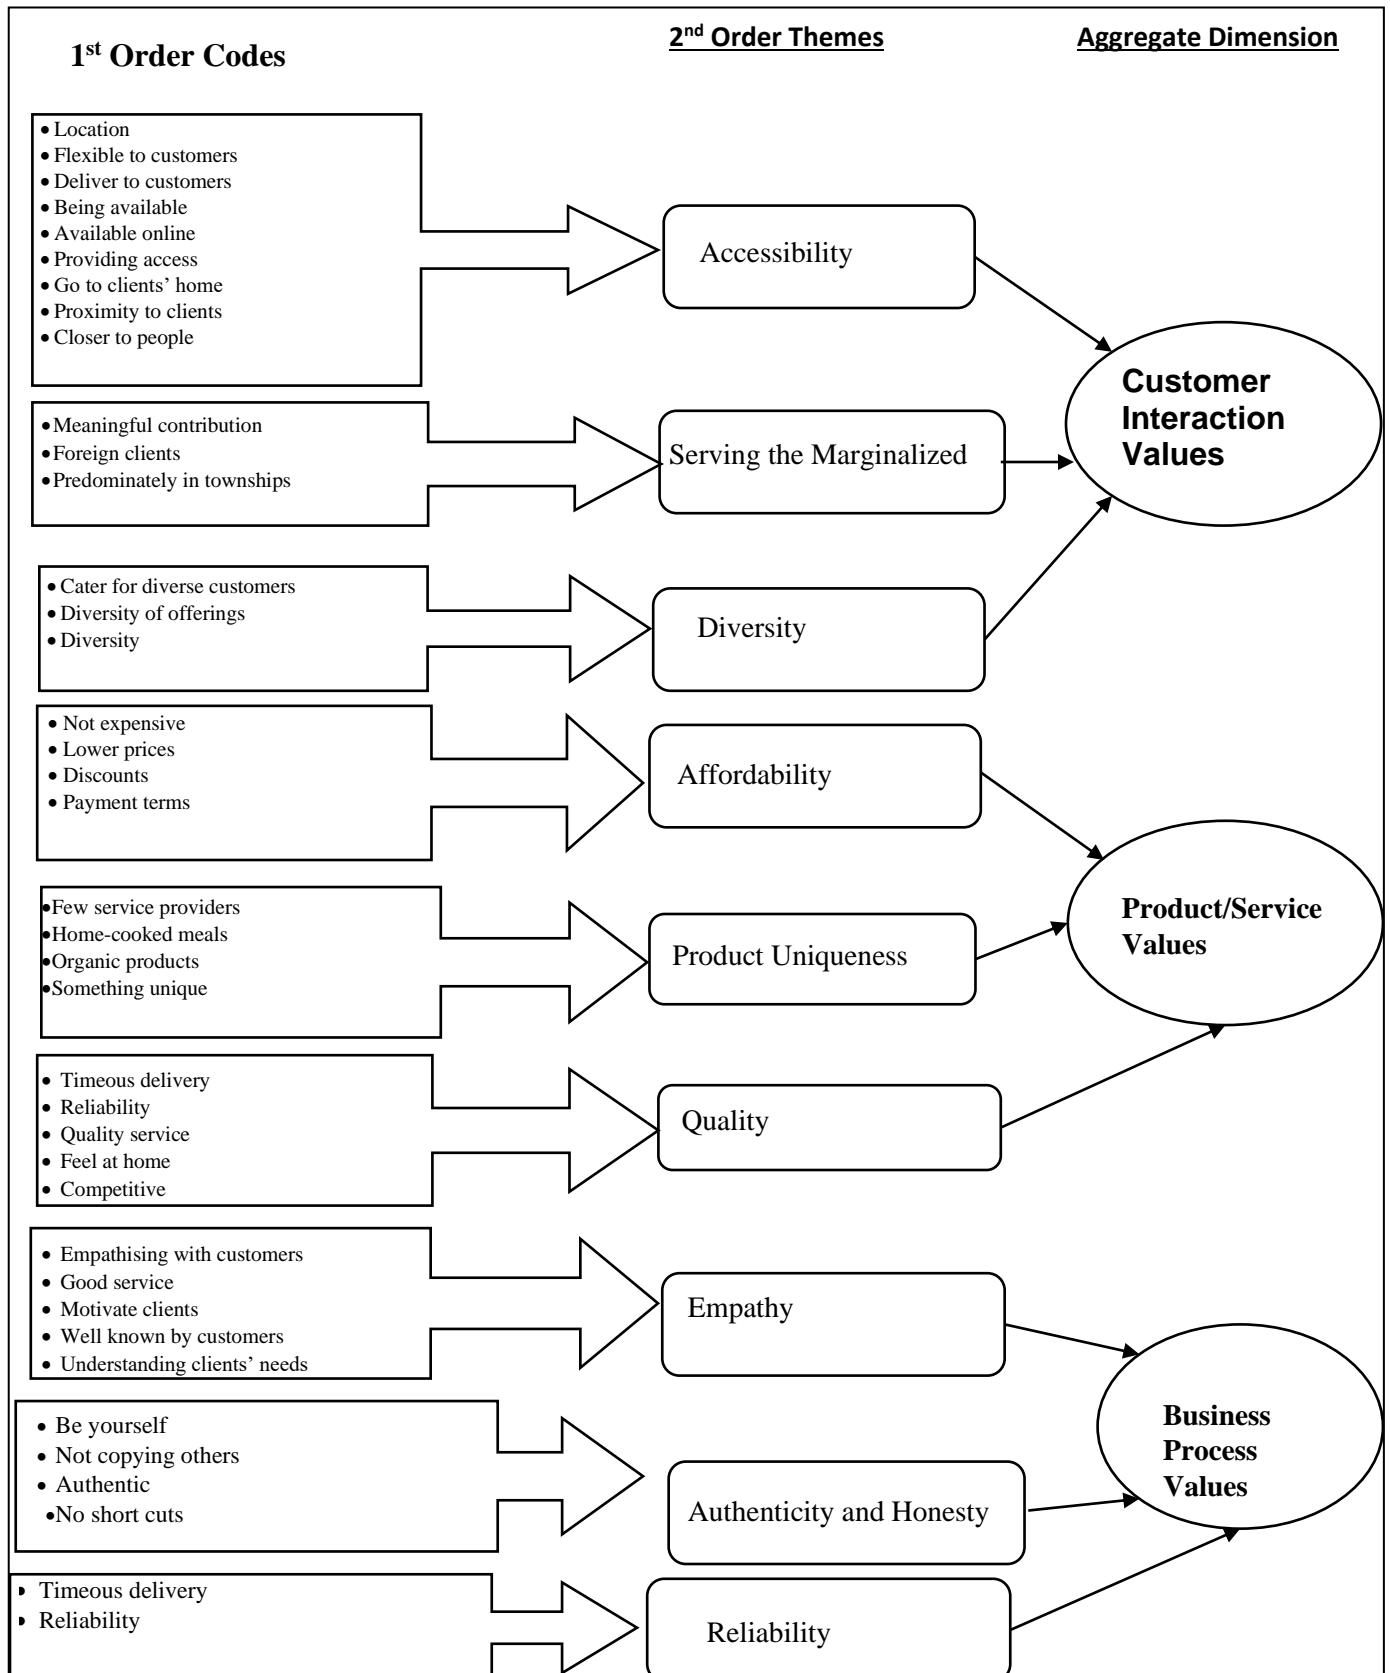 1st Order Codes
2nd Order Themes
Aggregate Dimension
• Location
• Flexible to customers
• Deliver to customers
• Being available
• Available online
• Providing access
• Go to clients’ home
• Proximity to clients
• Closer to people
Accessibility
• Meaningful contribution
• Foreign clients
• Predominately in townships
Serving the Marginalized
• Cater for diverse customers
• Diversity of offerings
• Diversity
Diversity
Customer
Interaction
Values
• Not expensive
• Lower prices
• Discounts
• Payment terms
Affordability
• Few service providers
• Home-cooked meals
• Organic products
• Something unique
Product Uniqueness
• Timeous delivery
• Reliability
• Quality service
• Feel at home
• Competitive
Quality
Product/Service
Values
• Empathising with customers
• Good service
• Motivate clients
• Well known by customers
• Understanding clients’ needs
Empathy
• Be yourself
• Not copying others
• Authentic
• No short cuts
Authenticity and Honesty
• Timeous delivery
• Reliability
Reliability
Business
Process
Values